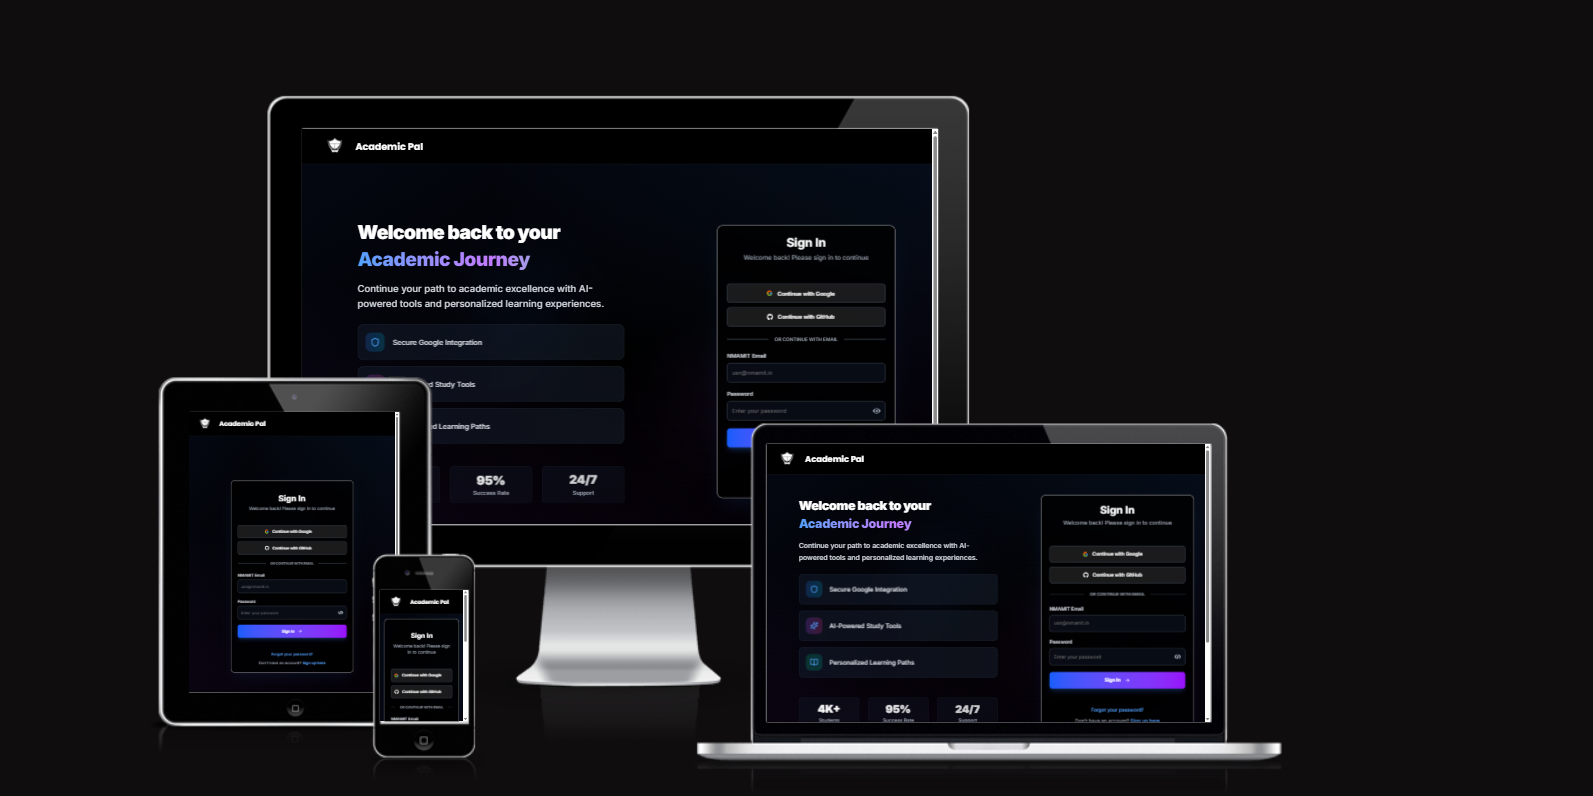 Academic Pal
Welcome back to your
Academic Journey
Continue your path to academic excellence with AI-
powered tools and personalized learning experiences.
Secure Google Integration
d Study Tools
d Learning Paths
95%
Success Rate
24/7
Support
Sign In
Welcome back! Please sign in to continue
Continue with Google
Continue with GitHub
OR CONTINUE WITH EMAIL
NMAMIT Email
usn@nmamit.in
Password
Enter your password
Academic Pal
Sign In
Welcome back! Please sign in to continue
Continue with Google
Continue with GitHub
OR CONTINUE WITH EMAIL
NMAMIT Email
usn@nmamit.in
Password
Enter your password
Sign In →
Forgot your password?
Don't have an account? Sign up here
Academic Pal
Sign In
Welcome back! Please sign
in to continue
Continue with Google
Continue with GitHub
OR CONTINUE WITH EMAIL
NMAMIT Email
Academic Pal
Welcome back to your
Academic Journey
Continue your path to academic excellence with AI-
powered tools and personalized learning experiences.
Secure Google Integration
AI-Powered Study Tools
Personalized Learning Paths
4K+
Students
95%
Success Rate
24/7
Support
Sign In
Welcome back! Please sign in to continue
Continue with Google
Continue with GitHub
OR CONTINUE WITH EMAIL
NMAMIT Email
usn@nmamit.in
Password
Enter your password
Sign In →
Forgot your password?
Don't have an account? Sign up here